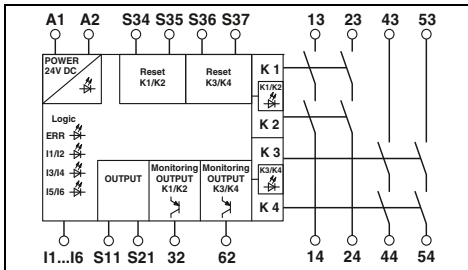 A1 A2 S34 S35 S36 S37 13 23 43 53
POWER
24V DC
Reset
K1/K2
Reset
K3/K4
K 1
K1/K2
K 2
Logic
ERR
I1/I2
I3/I4
I5/I6
K 3
K3/K4
K 4
OUTPUT
Monitoring
OUTPUT
K1/K2
Monitoring
OUTPUT
K3/K4
I1...I6 S11 S21 32 62 14 24 44 54